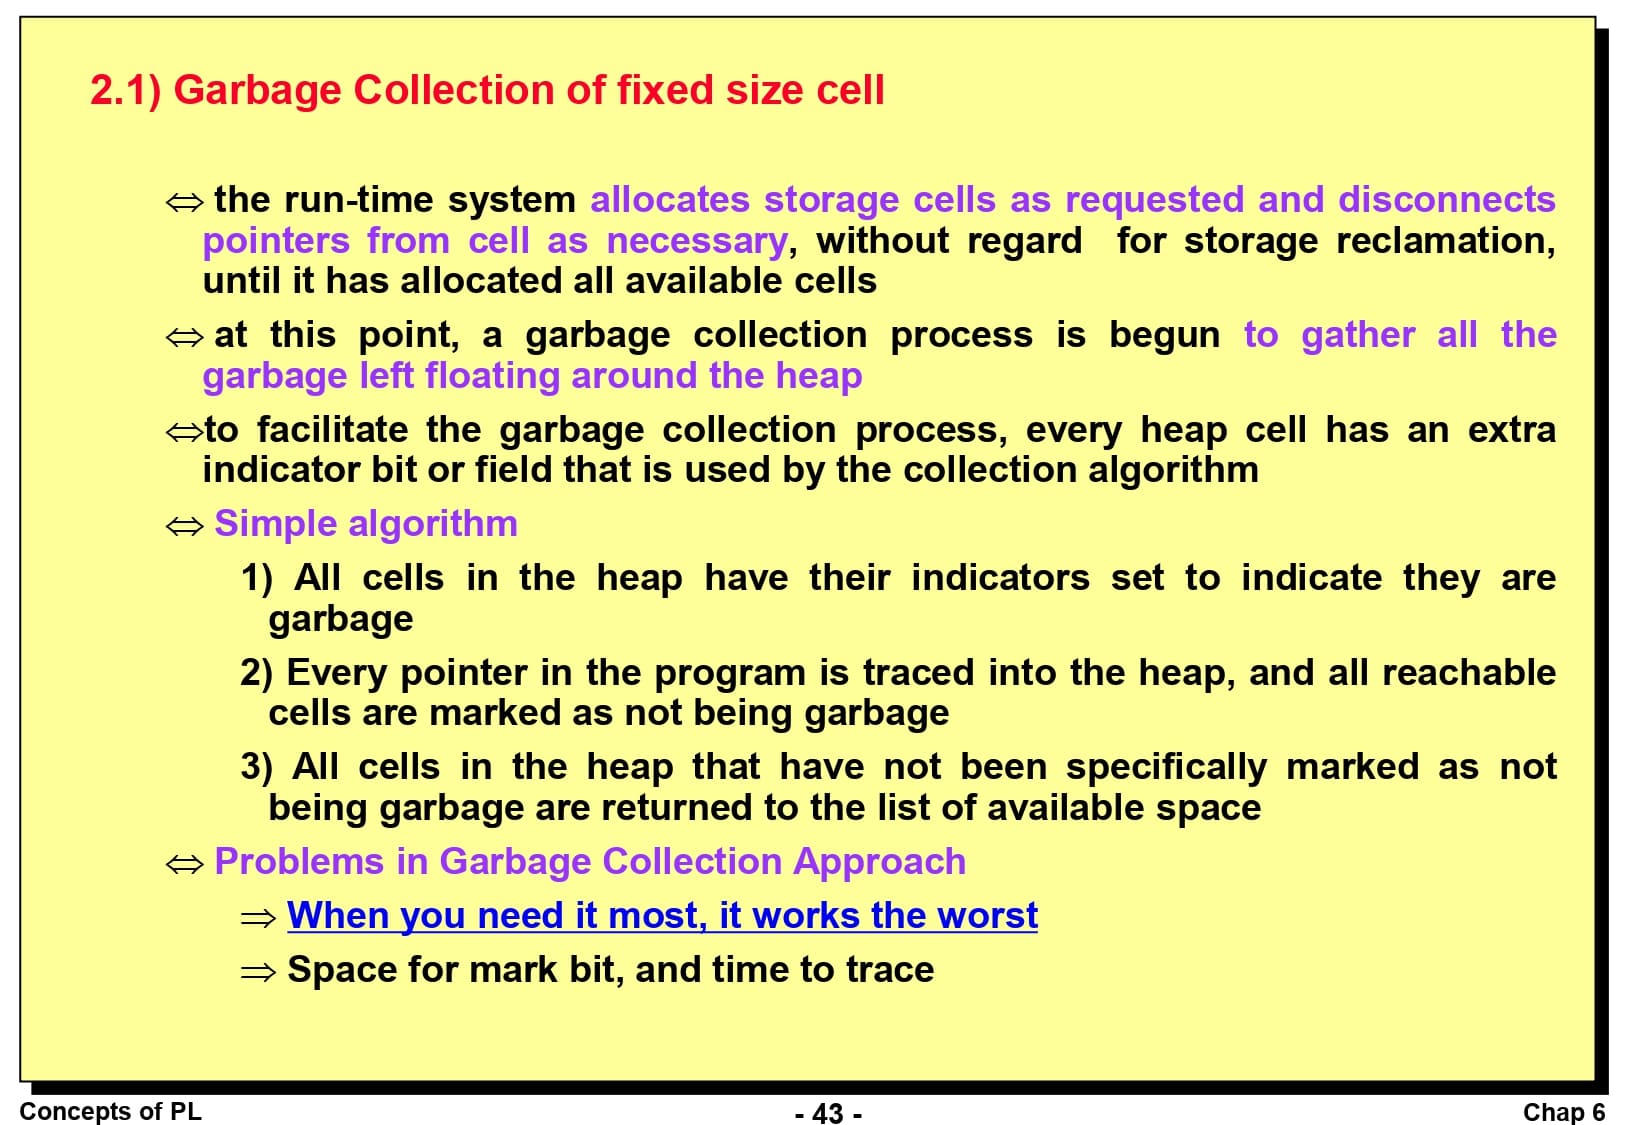 2.1) Garbage Collection of fixed size cell
⇔ the run-time system allocates storage cells as requested and disconnects
pointers from cell as necessary, without regard for storage reclamation,
until it has allocated all available cells
⇔ at this point, a garbage collection process is begun to gather all the
garbage left floating around the heap
⇔to facilitate the garbage collection process, every heap cell has an extra
indicator bit or field that is used by the collection algorithm
⇔ Simple algorithm
1) All cells in the heap have their indicators set to indicate they are
garbage
2) Every pointer in the program is traced into the heap, and all reachable
cells are marked as not being garbage
3) All cells in the heap that have not been specifically marked as not
being garbage are returned to the list of available space
⇔ Problems in Garbage Collection Approach
⇒ When you need it most, it works the worst
⇒ Space for mark bit, and time to trace
Concepts of PL
- 43 -
Chap 6